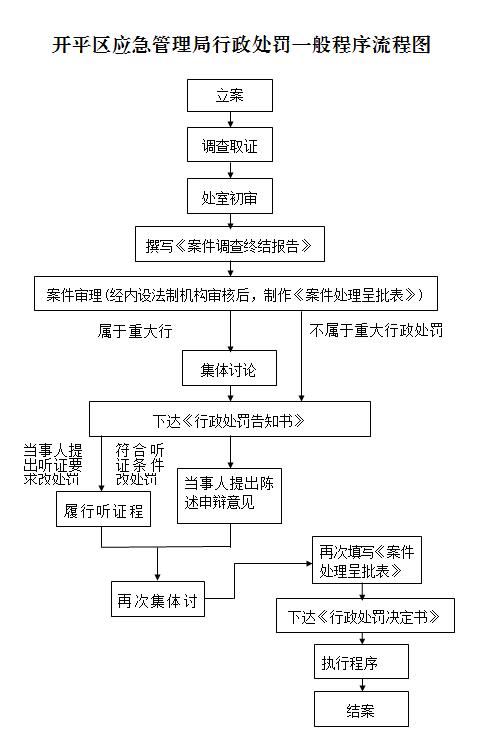 开平区应急管理局行政处罚一般程序流程图
立案
调查取证
处室初审
撰写《案件调查终结报告》
案件审理(经内设法制机构审核后，制作《案件处理呈批表》)
属于重大行
不属于重大行政处罚
集体讨论
下达《行政处罚告知书》
当事人提
出听证要
求改处罚
符合听
证条件
改处罚
当事人提出陈
述申辩意见
履行听证程
再次集体讨
再次填写《案件
处理呈批表》
下达《行政处罚决定书》
执行程序
结案